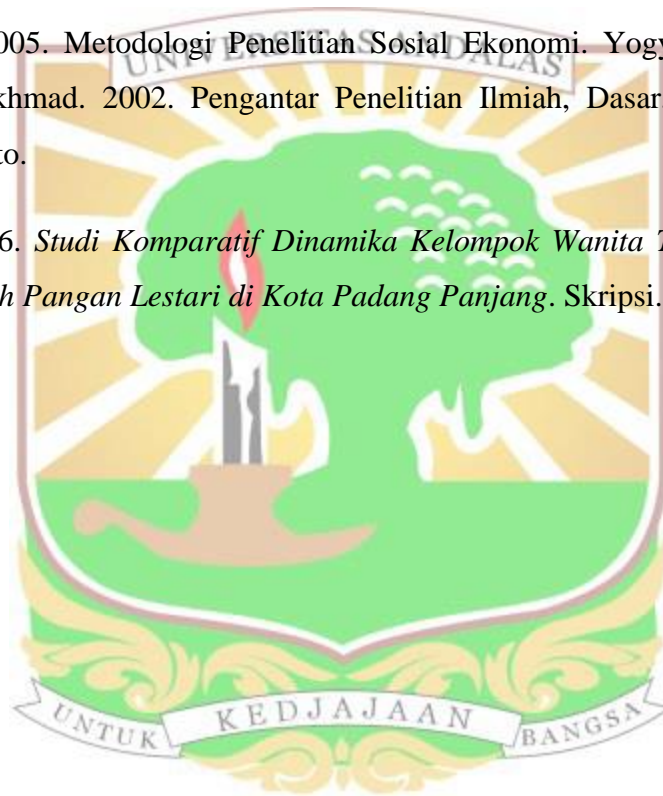 005. Metodologi Penelitian Sosial Ekonomi. Yogy
UNIVERSITAS ANDALAS
khmad. 2002. Pengantar Penelitian Ilmiah, Dasar
to.
6. Studi Komparatif Dinamika Kelompok Wanita T
h Pangan Lestari di Kota Padang Panjang. Skripsi.
UNTUK KEDJAJAAN BANGSA